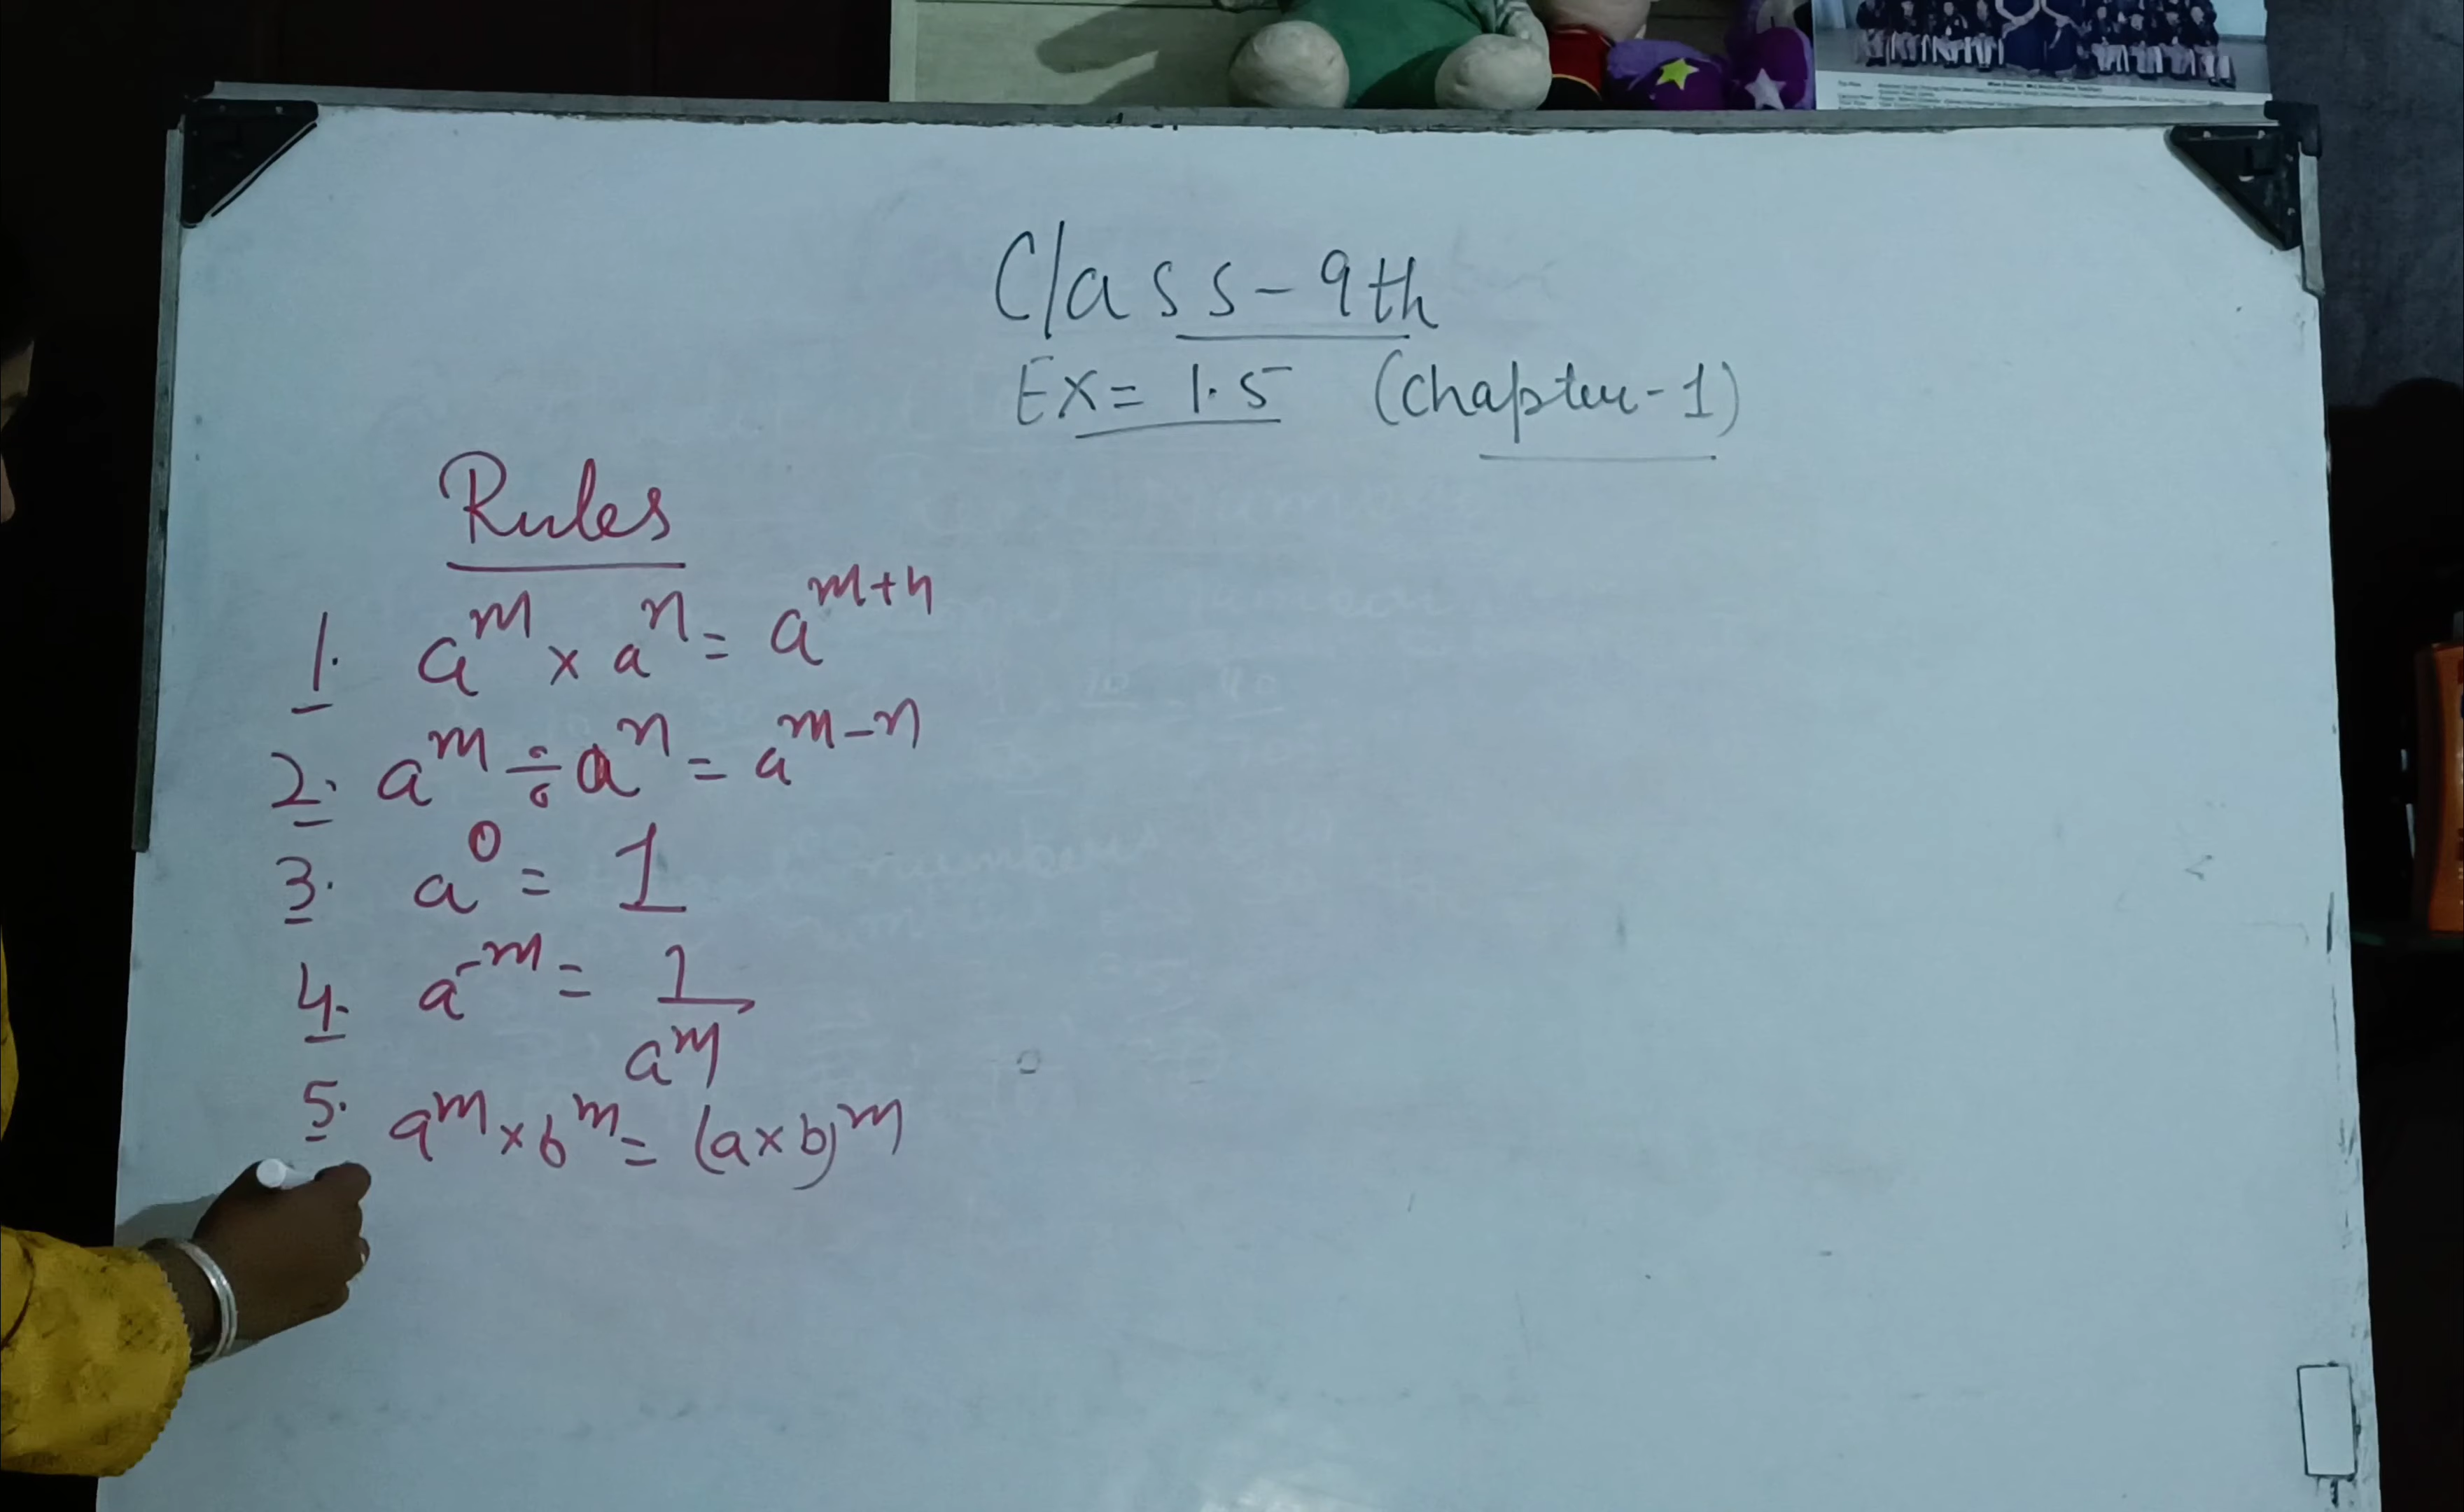 Class-9th
Ex = 1.5 (Chapter-1)
Rules
1. a^m × a^n = a^{m+n}
2. a^m ÷ a^n = a^{m-n}
3. a^0 = 1
4. a^{-m} = 1/a^m
5. a^m × b^m = (a × b)^m